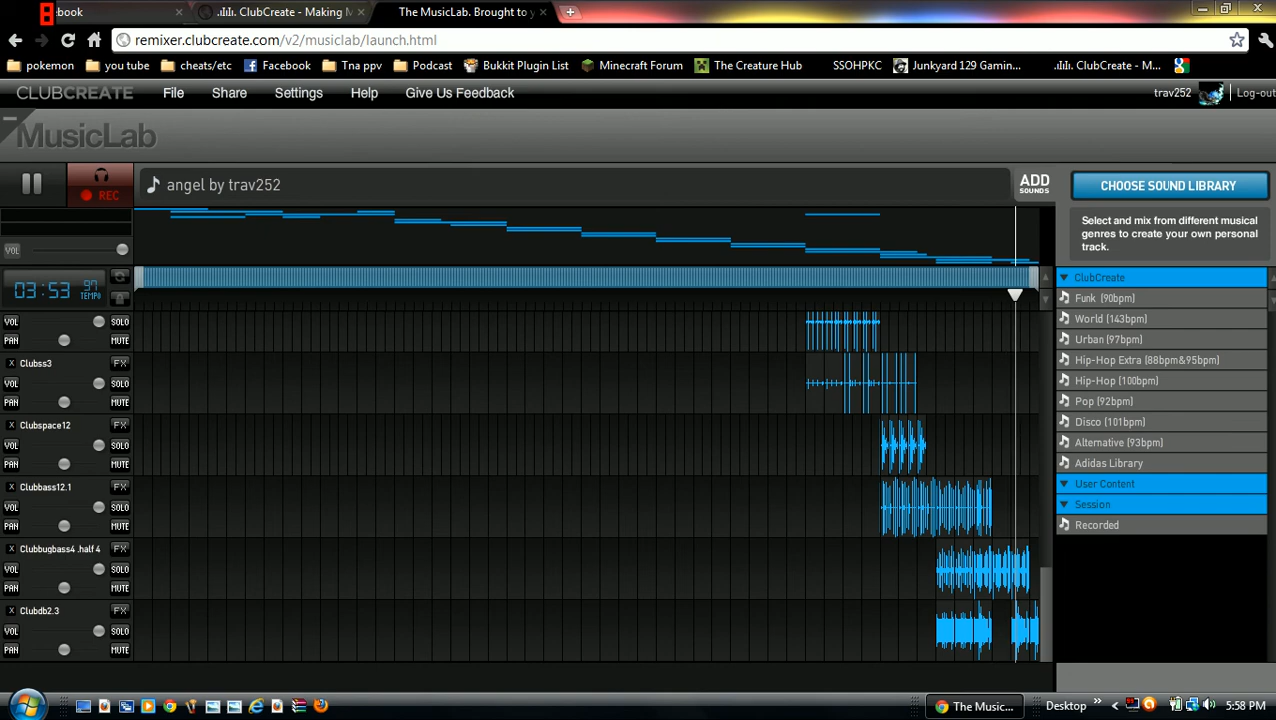 ebook
ClubCreate - Making M
The MusicLab. Brought to y
remixer.clubcreate.com/v2/musiclab/launch.html
pokemon
you tube
cheats/etc
Facebook
Tna ppv
Podcast
Bukkit Plugin List
Minecraft Forum
The Creature Hub
SSOHPKC
Junkyard 129 Gamin...
ClubCreate - M...
CLUBCREATE
File
Share
Settings
Help
Give Us Feedback
trav252
Log-out
MusicLab
REC
angel by trav252
ADD
SOUNDS
CHOOSE SOUND LIBRARY
Select and mix from different musical
genres to create your own personal
track.
VOL
03:53
97
TEMPO
ClubCreate
Funk (90bpm)
World (143bpm)
Urban (97bpm)
Hip-Hop Extra (88bpm&95bpm)
Hip-Hop (100bpm)
Pop (92bpm)
Disco (101bpm)
Alternative (93bpm)
Adidas Library
User Content
Session
Recorded
VOL SOLO
PAN MUTE
X Clubss3 FX
VOL SOLO
PAN MUTE
X Clubspace12 FX
VOL SOLO
PAN MUTE
X Clubbass12.1 FX
VOL SOLO
PAN MUTE
X Clubbugbass4 .half 4 FX
VOL SOLO
PAN MUTE
X Clubdb2.3 FX
VOL SOLO
PAN MUTE
The Music...
Desktop
5:58 PM